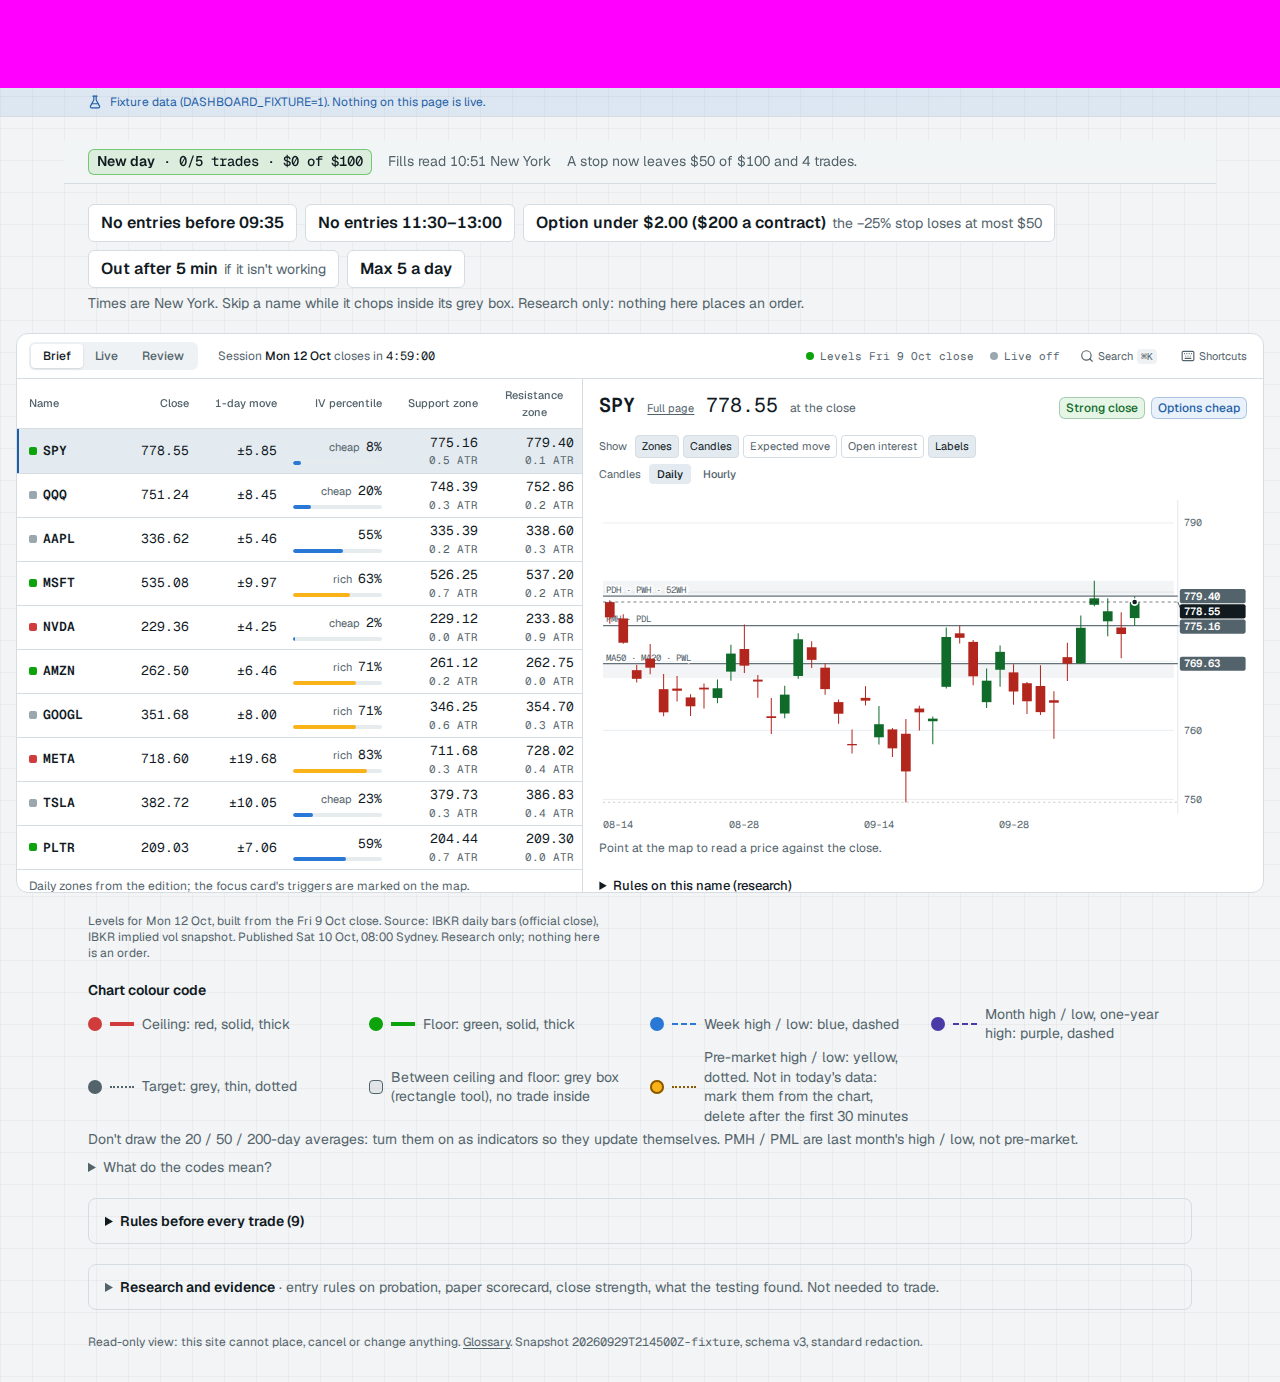 Fixture data (DASHBOARD_FIXTURE=1). Nothing on this page is live.
New day · 0/5 trades · $0 of $100 Fills read 10:51 New York A stop now leaves $50 of $100 and 4 trades.
No entries before 09:35 No entries 11:30–13:00 Option under $2.00 ($200 a contract) the −25% stop loses at most $50
Out after 5 min if it isn't working Max 5 a day
Times are New York. Skip a name while it chops inside its grey box. Research only: nothing here places an order.
Brief Live Review Session Mon 12 Oct closes in 4:59:00 Levels Fri 9 Oct close Live off Search ⌘K Shortcuts
Name Close 1-day move IV percentile Support zone Resistance zone
SPY 778.55 ±5.85 cheap 8% 775.16 779.40
0.5 ATR 0.1 ATR
QQQ 751.24 ±8.45 cheap 20% 748.39 752.86
0.3 ATR 0.2 ATR
AAPL 336.62 ±5.46 55% 335.39 338.60
0.2 ATR 0.3 ATR
MSFT 535.08 ±9.97 rich 63% 526.25 537.20
0.7 ATR 0.2 ATR
NVDA 229.36 ±4.25 cheap 2% 229.12 233.88
0.0 ATR 0.9 ATR
AMZN 262.50 ±6.46 rich 71% 261.12 262.75
0.2 ATR 0.0 ATR
GOOGL 351.68 ±8.00 rich 71% 346.25 354.70
0.6 ATR 0.3 ATR
META 718.60 ±19.68 rich 83% 711.68 728.02
0.3 ATR 0.4 ATR
TSLA 382.72 ±10.05 cheap 23% 379.73 386.83
0.3 ATR 0.4 ATR
PLTR 209.03 ±7.06 59% 204.44 209.30
0.7 ATR 0.0 ATR
Daily zones from the edition; the focus card's triggers are marked on the map.
SPY Full page 778.55 at the close Strong close Options cheap
Show Zones Candles Expected move Open interest Labels
Candles Daily Hourly
790
PDH · PWH · 52WH
779.40
778.55
· PDL
775.16
MA50 · MA20 · PWL
769.63
760
750
08-14 08-28 09-14 09-28
Point at the map to read a price against the close.
Rules on this name (research)
Levels for Mon 12 Oct, built from the Fri 9 Oct close. Source: IBKR daily bars (official close),
IBKR implied vol snapshot. Published Sat 10 Oct, 08:00 Sydney. Research only; nothing here
is an order.
Chart colour code
Ceiling: red, solid, thick
Floor: green, solid, thick
Week high / low: blue, dashed
Month high / low, one-year
high: purple, dashed
Target: grey, thin, dotted
Between ceiling and floor: grey box
(rectangle tool), no trade inside
Pre-market high / low: yellow,
dotted. Not in today's data:
mark them from the chart,
delete after the first 30 minutes
Don't draw the 20 / 50 / 200-day averages: turn them on as indicators so they update themselves. PMH / PML are last month's high / low, not pre-market.
What do the codes mean?
Rules before every trade (9)
Research and evidence · entry rules on probation, paper scorecard, close strength, what the testing found. Not needed to trade.
Read-only view: this site cannot place, cancel or change anything. Glossary. Snapshot 20260929T214500Z-fixture, schema v3, standard redaction.